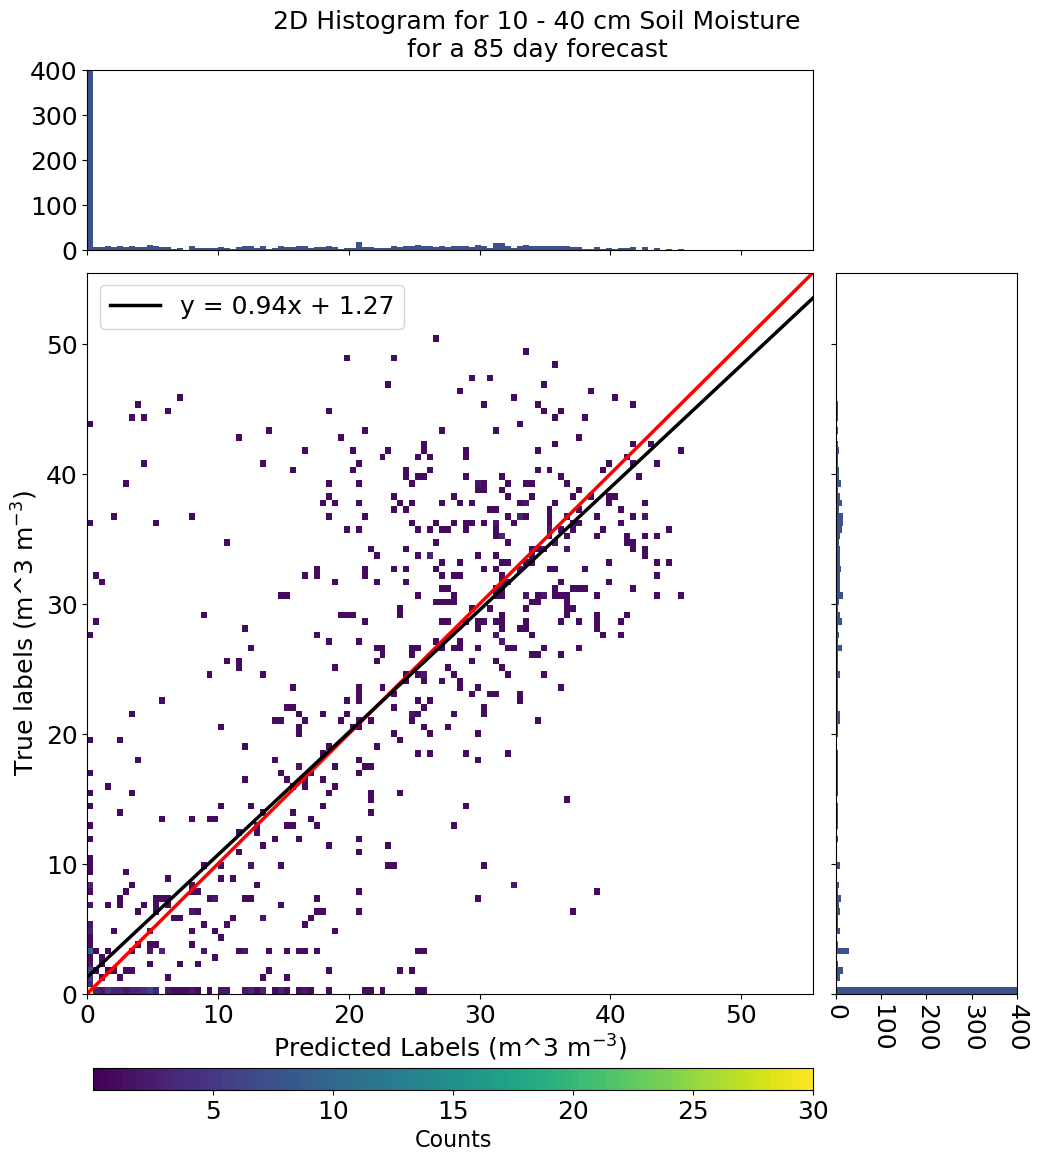 2D Histogram for 10 - 40 cm Soil Moisture
for a 85 day forecast
400
300
200
100
0
y = 0.94x + 1.27
50
40
30
20
10
0
True labels (m^3 m⁻³)
0 10 20 30 40 50
Predicted Labels (m^3 m⁻³)
0 100 200 300 400
5 10 15 20 25 30
Counts